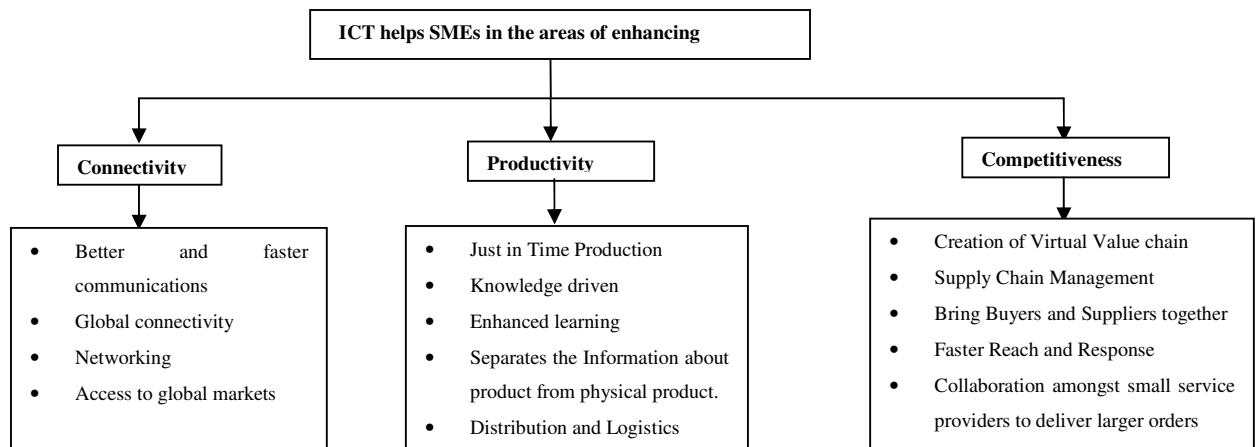 ICT helps SMEs in the areas of enhancing
Connectivity
Productivity
Competitiveness
• Better and faster
communications
• Global connectivity
• Networking
• Access to global markets
• Just in Time Production
• Knowledge driven
• Enhanced learning
• Separates the Information about
product from physical product.
• Distribution and Logistics
• Creation of Virtual Value chain
• Supply Chain Management
• Bring Buyers and Suppliers together
• Faster Reach and Response
• Collaboration amongst small service
providers to deliver larger orders